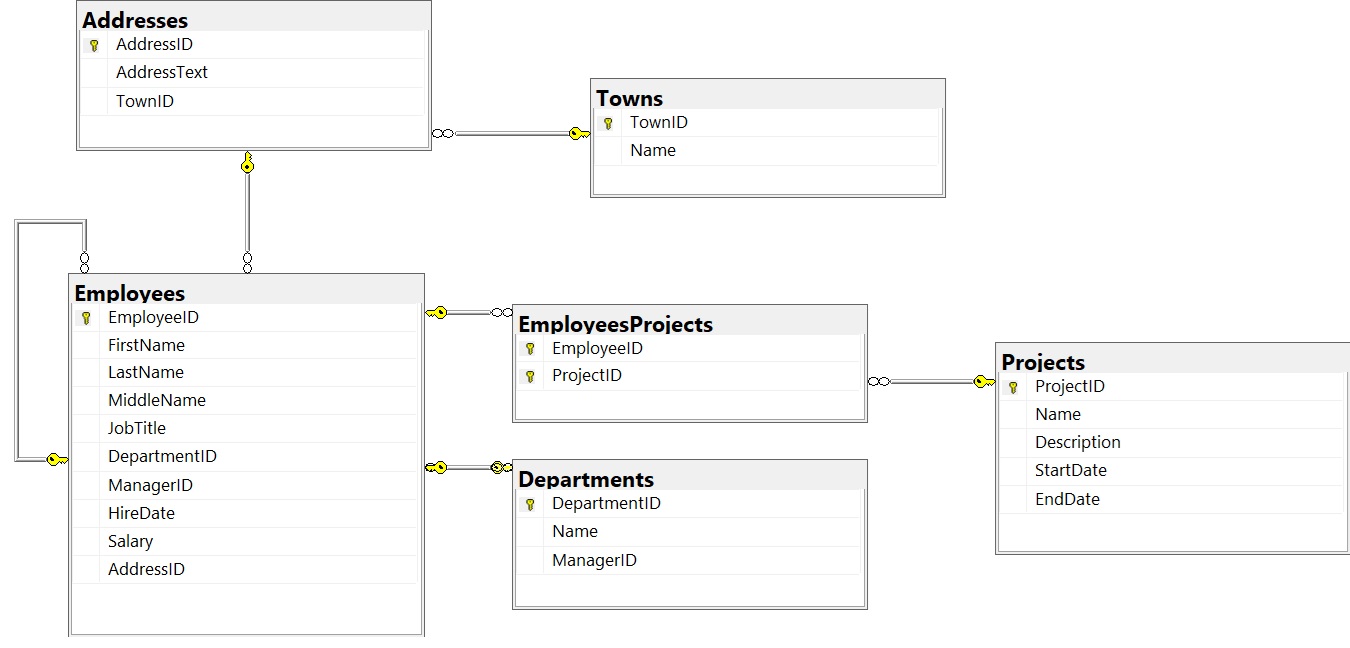 Addresses
AddressID
AddressText
TownID
Towns
TownID
Name
Employees
EmployeeID
FirstName
LastName
MiddleName
JobTitle
DepartmentID
ManagerID
HireDate
Salary
AddressID
EmployeesProjects
EmployeeID
ProjectID
Departments
DepartmentID
Name
ManagerID
Projects
ProjectID
Name
Description
StartDate
EndDate